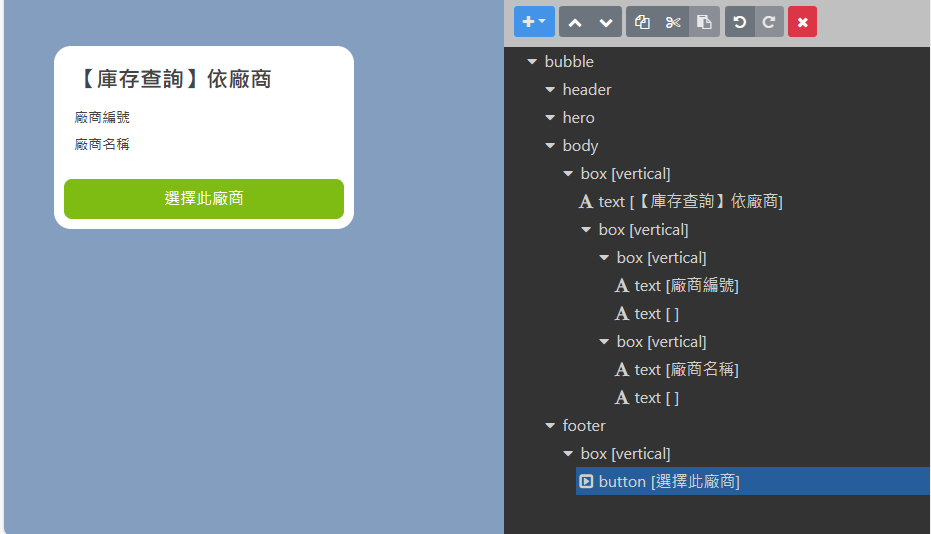 【庫存查詢】依廠商
廠商編號
廠商名稱
選擇此廠商
bubble
header
hero
body
box [vertical]
text [【庫存查詢】依廠商]
box [vertical]
box [vertical]
text [廠商編號]
text [ ]
box [vertical]
text [廠商名稱]
text [ ]
footer
box [vertical]
button [選擇此廠商]